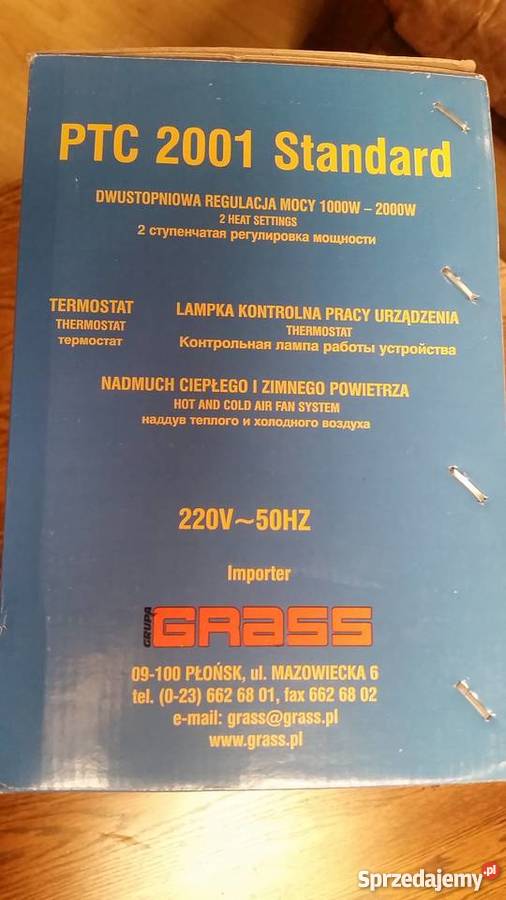 PTC 2001 Standard
DWUSTOPNIOWA REGULACJA MOCY 1000W – 2000W
2 HEAT SETTINGS
2 ступенчатая регулировка мощности
TERMOSTAT
THERMOSTAT
термостат
LAMPKA KONTROLNA PRACY URZĄDZENIA
THERMOSTAT
Контрольная лампа работы устройства
NADMUCH CIEPŁEGO I ZIMNEGO POWIETRZA
HOT AND COLD AIR FAN SYSTEM
наддув теплого и холодного воздуха
220V~50HZ
Importer
GRUPA GRASS
09-100 PŁOŃSK, ul. MAZOWIECKA 6
tel. (0-23) 662 68 01, fax 662 68 02
e-mail: grass@grass.pl
www.grass.pl
Sprzedajemy.pl